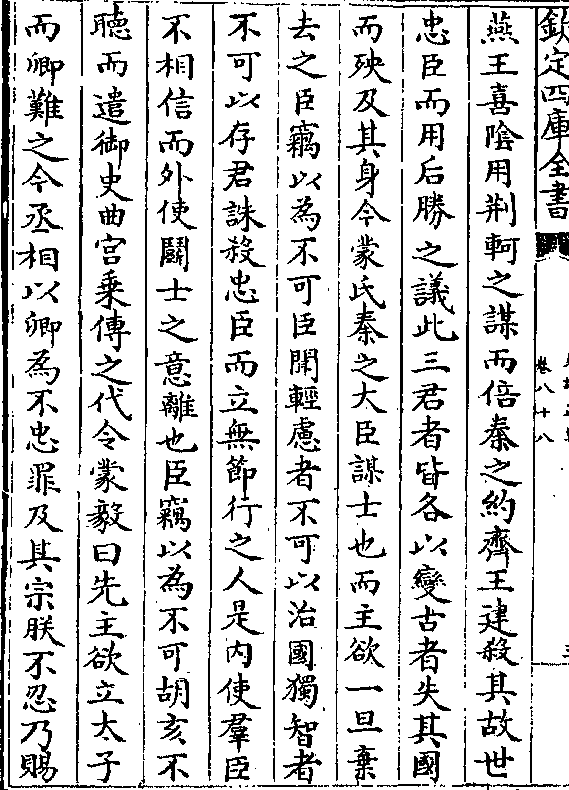 欽定四庫全書
卷八十八
燕王喜陰用荆軻之謀而倍秦之約齊王建殺其故世
忠臣而用后勝之議此三君者皆各以變古者失其國
而殃及其身今蒙氏秦之大臣謀士也而主欲一旦棄
去之臣竊以為不可臣聞輕慮者不可以治國獨智者
不可以存君誅殺忠臣而立無節行之人是内使羣臣
不相信而外使鬭士之意離也臣竊以為不可胡亥不
聽而遣御史曲宫乗傳之代令蒙毅曰先主欲立太子
而卿難之今丞相以卿為不忠罪及其宗朕不忍乃賜